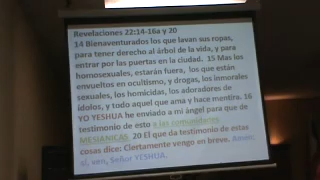 Revelaciones 22:14-16a y 20
14 Bienaventurados los que lavan sus ropas,
para tener derecho al árbol de la vida, y para
entrar por las puertas en la ciudad. 15 Mas los
homosexuales, estarán fuera, los que están
envueltos en ocultismo, y drogas, los inmorales
sexuales, los homicidas, los adoradores de
ídolos, y todo aquel que ama y hace mentira. 16
YO YESHUA he enviado a mi ángel para que de
testimonio de esto a las comunidades
MESIANICAS. 20 El que da testimonio de estas
cosas dice: Ciertamente vengo en breve. Amén;
sí, ven, Señor YESHUA.